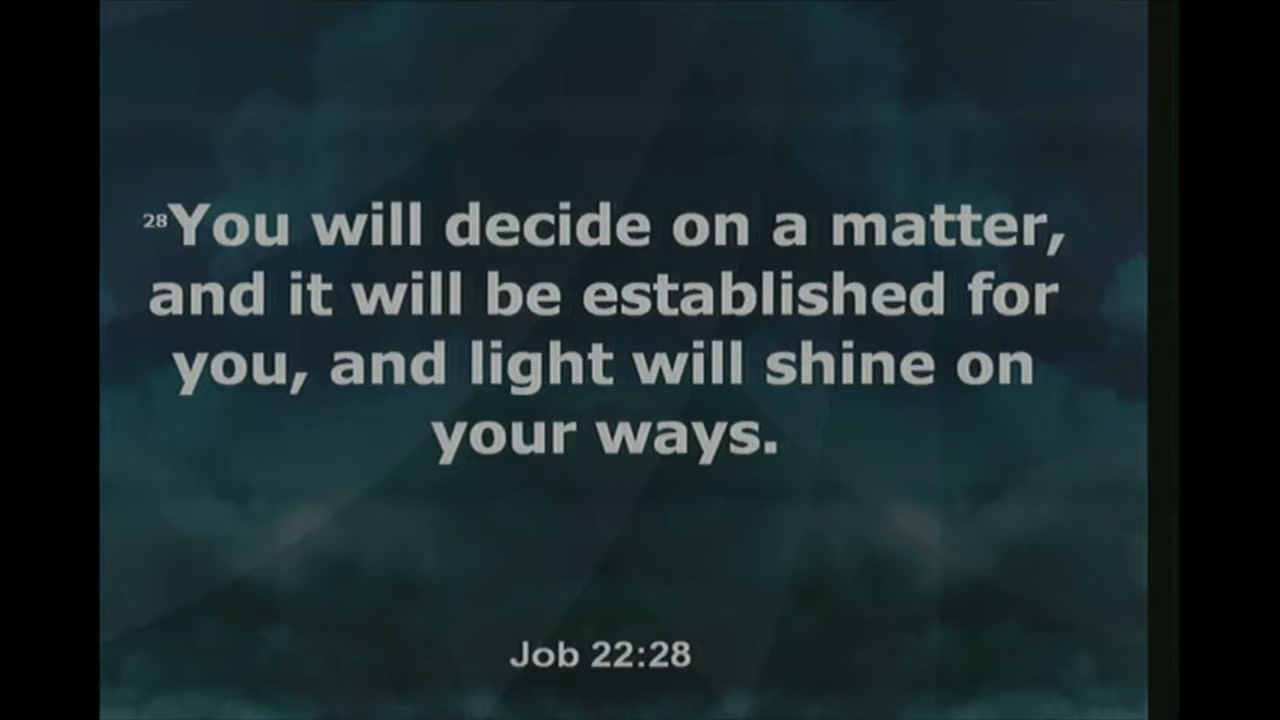 28You will decide on a matter,
and it will be established for
you, and light will shine on
your ways.
Job 22:28